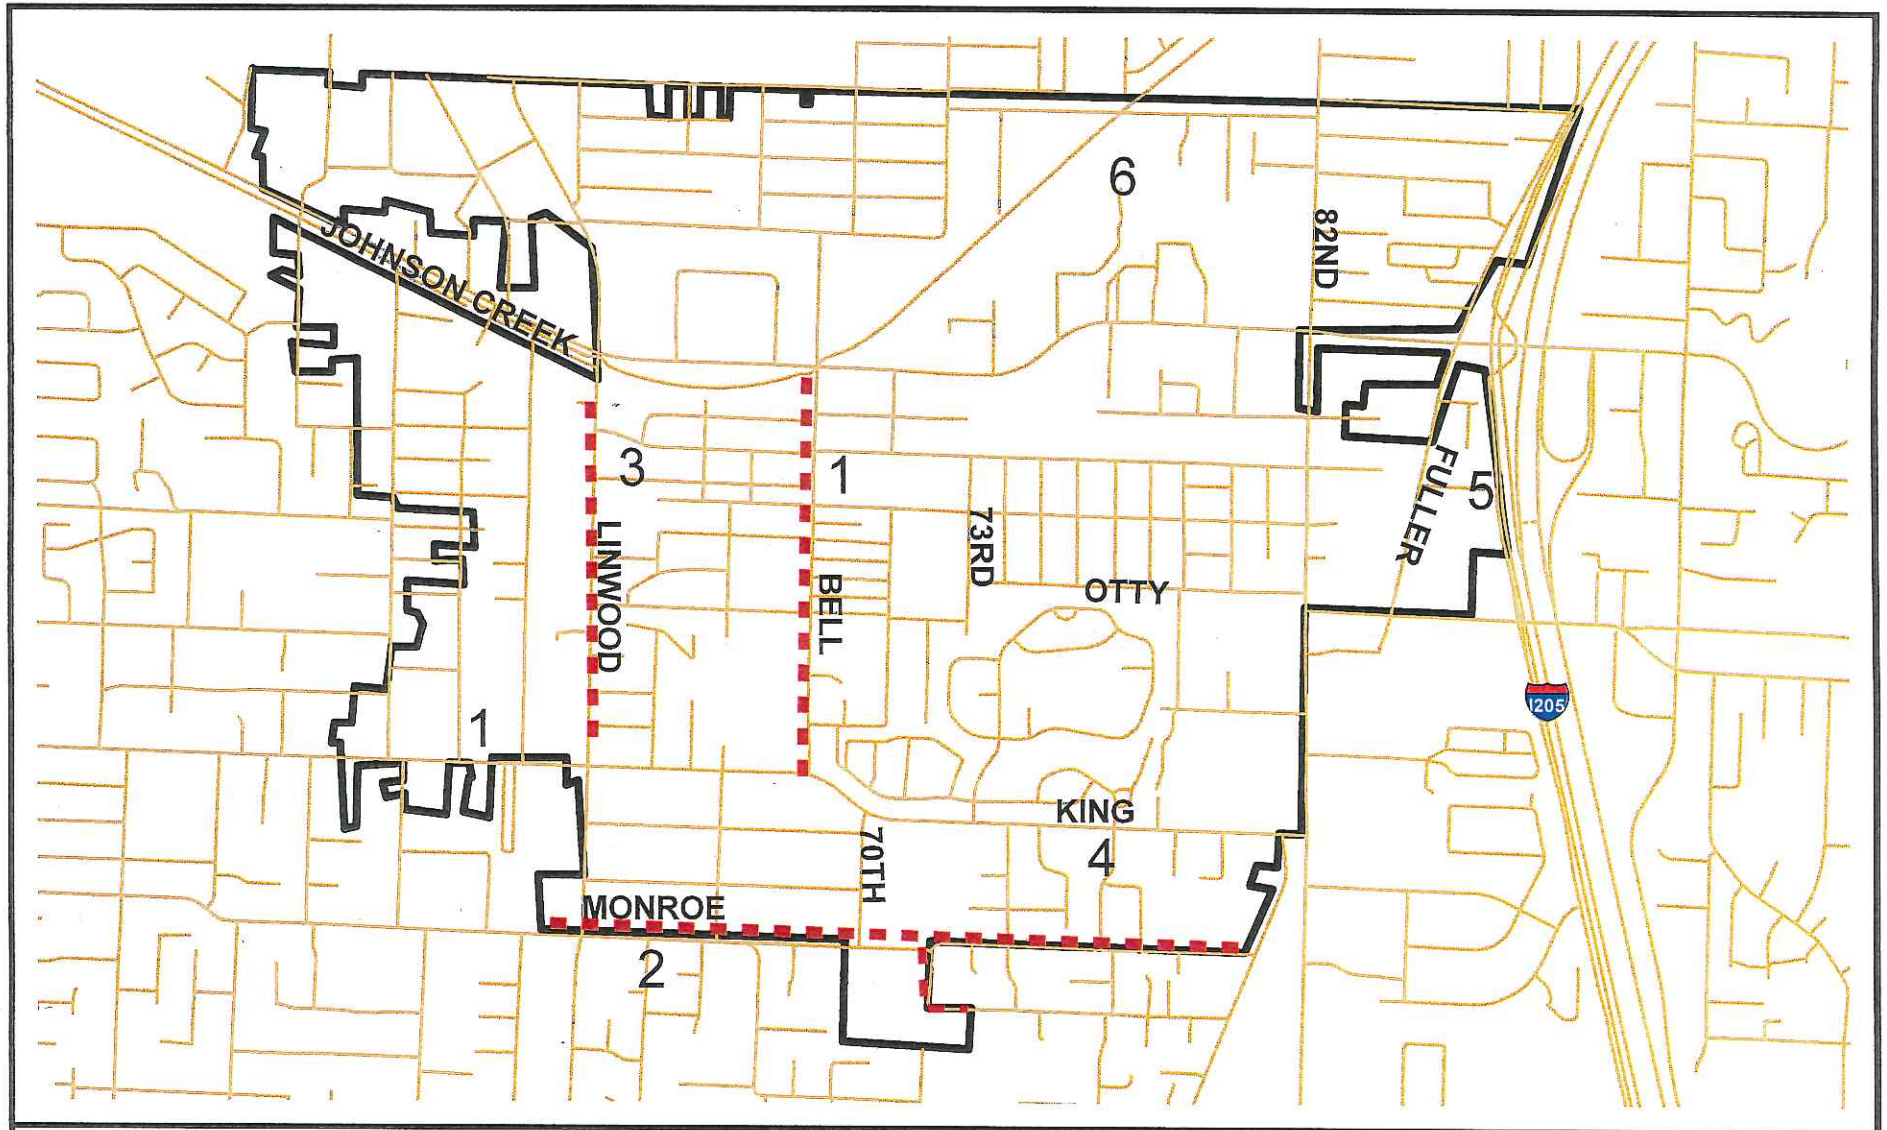 6
82ND
JOHNSON CREEK
3
1
FULLER
5
73RD
LINWOOD
BELL
OTTY
I205
1
KING
70TH
4
MONROE
2